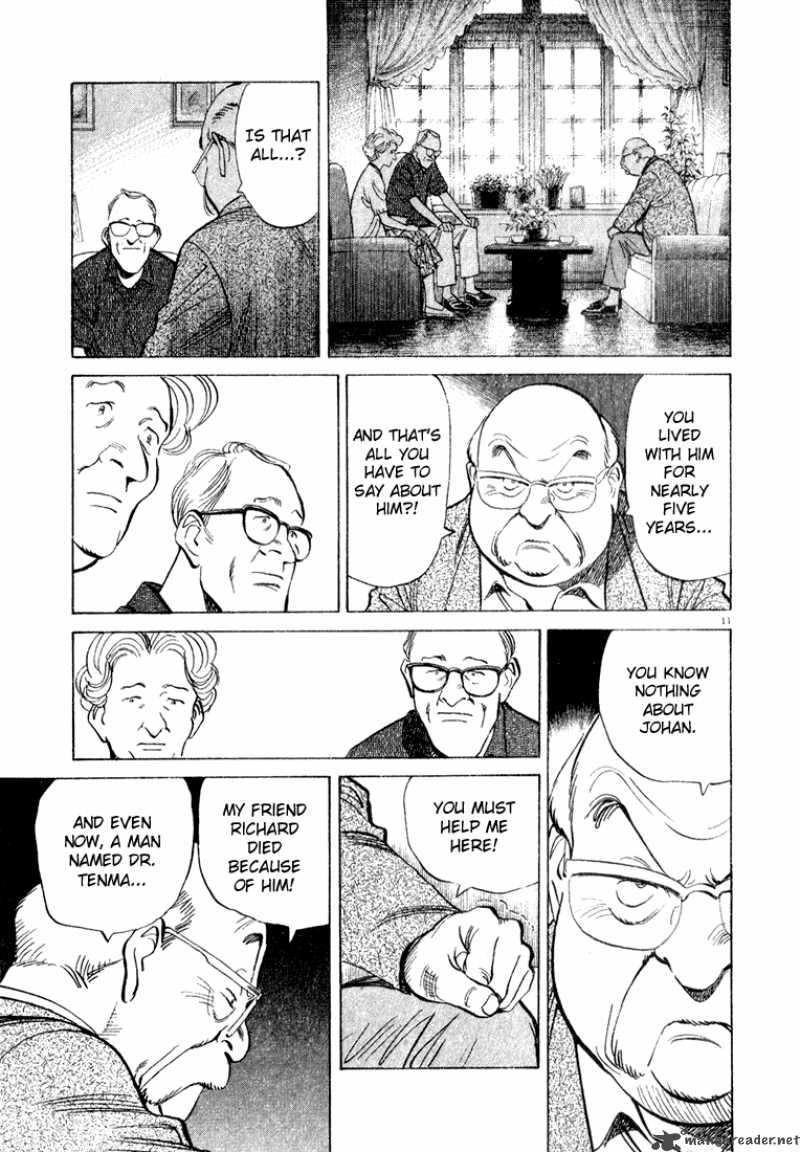 IS THAT
ALL...?
YOU
LIVED
WITH HIM
FOR
NEARLY
FIVE
YEARS...
AND THAT'S
ALL YOU
HAVE TO
SAY ABOUT
HIM?!
11
YOU KNOW
NOTHING
ABOUT
JOHAN.
YOU MUST
HELP ME
HERE!
MY FRIEND
RICHARD
DIED
BECAUSE
OF HIM!
AND EVEN
NOW, A MAN
NAMED DR.
TENMA...
mangareader.net